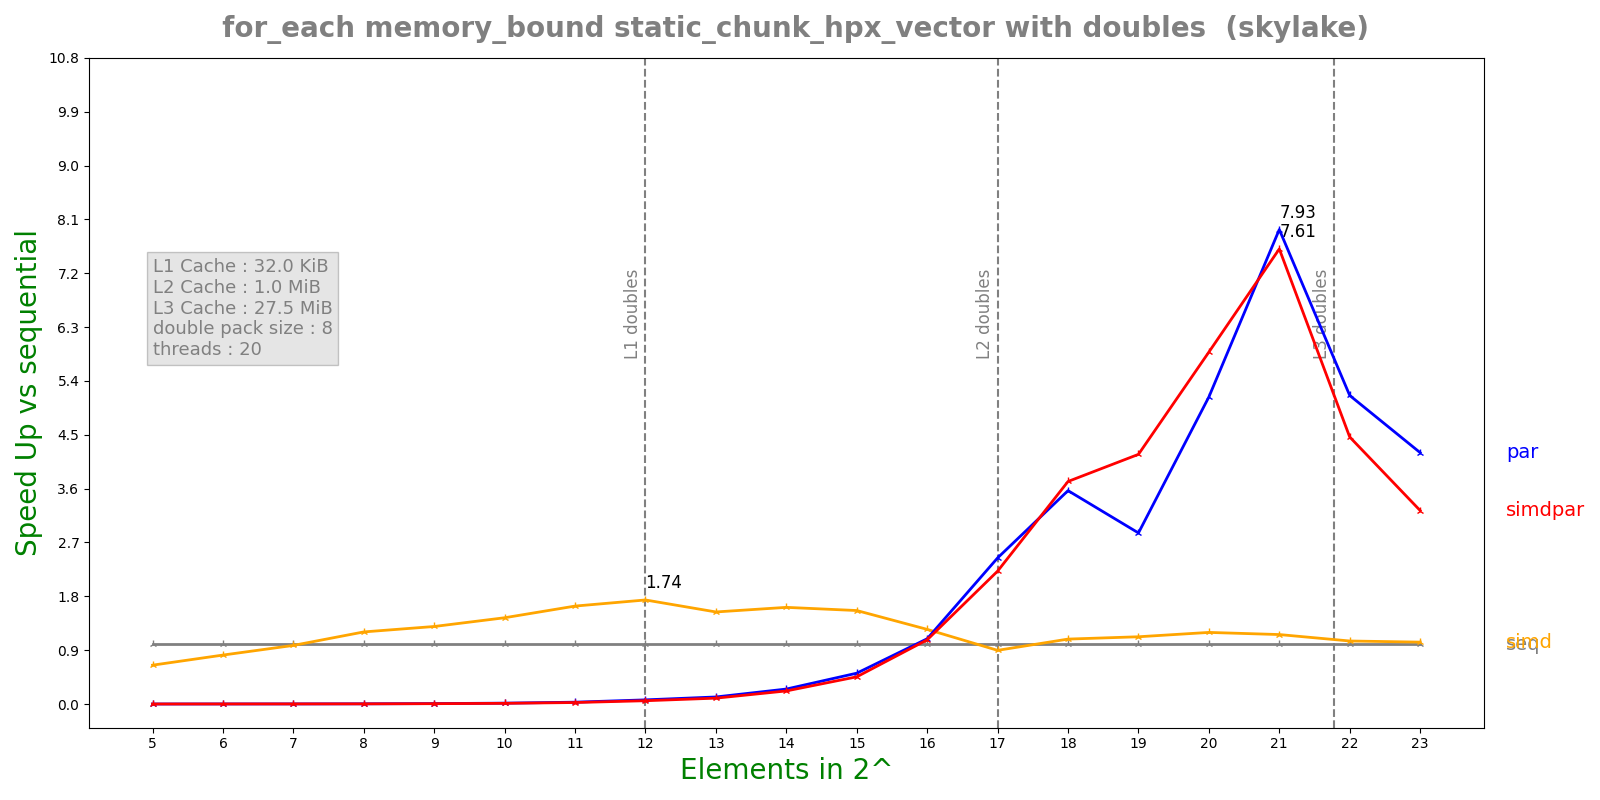 for_each memory_bound static_chunk_hpx_vector with doubles (skylake)
Speed Up vs sequential
10.8
9.9
9.0
8.1
7.2
6.3
5.4
4.5
3.6
2.7
1.8
0.9
0.0
L1 Cache : 32.0 KiB
L2 Cache : 1.0 MiB
L3 Cache : 27.5 MiB
double pack size : 8
threads : 20
L1 doubles
L2 doubles
L3 doubles
7.93
7.61
1.74
par
simdpar
simd
seq
5 6 7 8 9 10 11 12 13 14 15 16 17 18 19 20 21 22 23
Elements in 2^